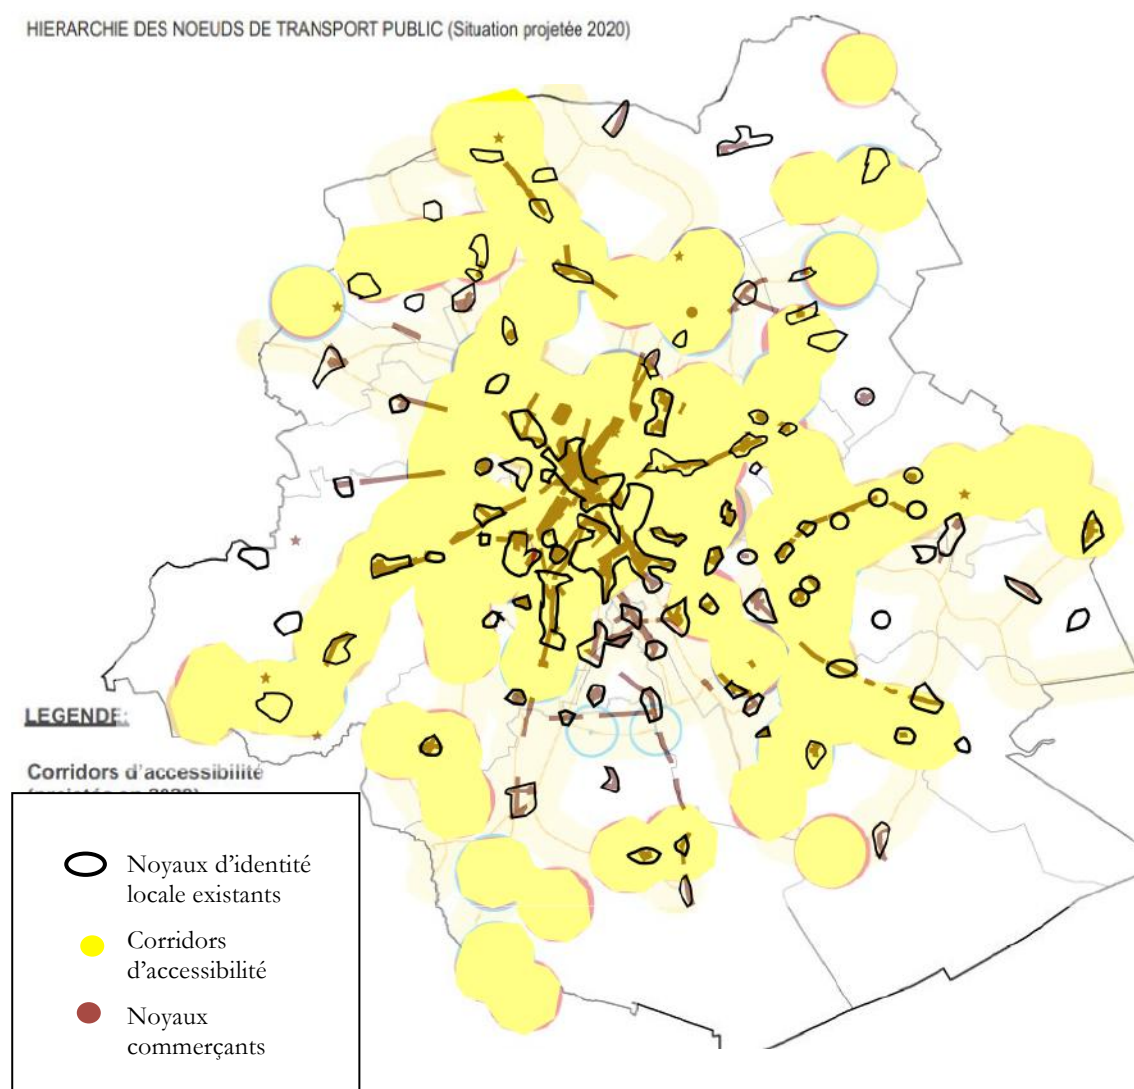 HIERARCHIE DES NOEUDS DE TRANSPORT PUBLIC (Situation projetée 2020)
LEGENDE:
Corridors d'accessibilité
Noyaux d'identité
locale existants
Corridors
d'accessibilité
Noyaux
commerçants